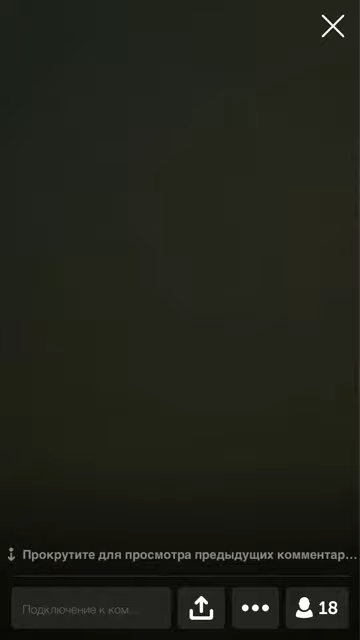 Прокрутите для просмотра предыдущих комментар...
Подключение к ком...
18